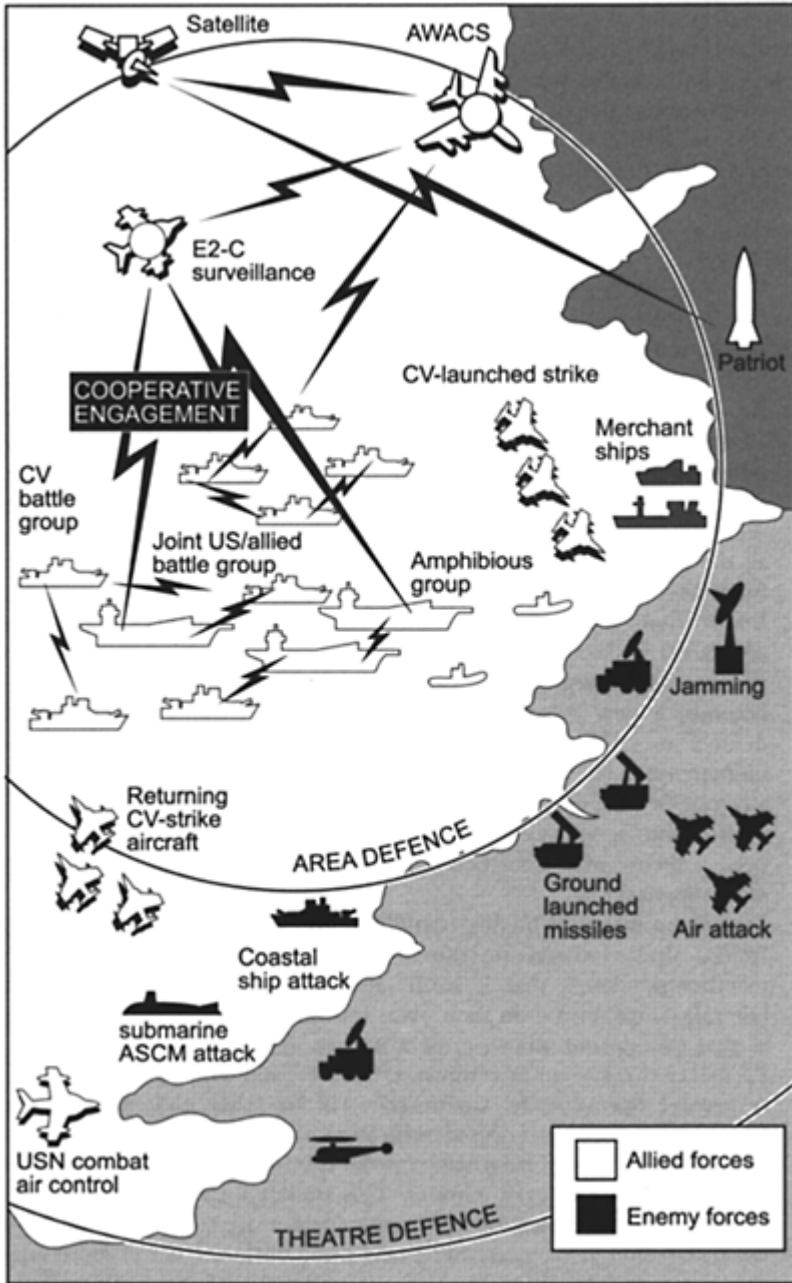 Satellite
AWACS
E2-C
surveillance
Patriot
COOPERATIVE
ENGAGEMENT
CV-launched strike
Merchant
ships
CV
battle
group
Joint US/allied
battle group
Amphibious
group
Jamming
Returning
CV-strike
aircraft
AREA DEFENCE
Ground
launched
missiles
Air attack
Coastal
ship attack
submarine
ASCM attack
USN combat
air control
THEATRE DEFENCE
Allied forces
Enemy forces